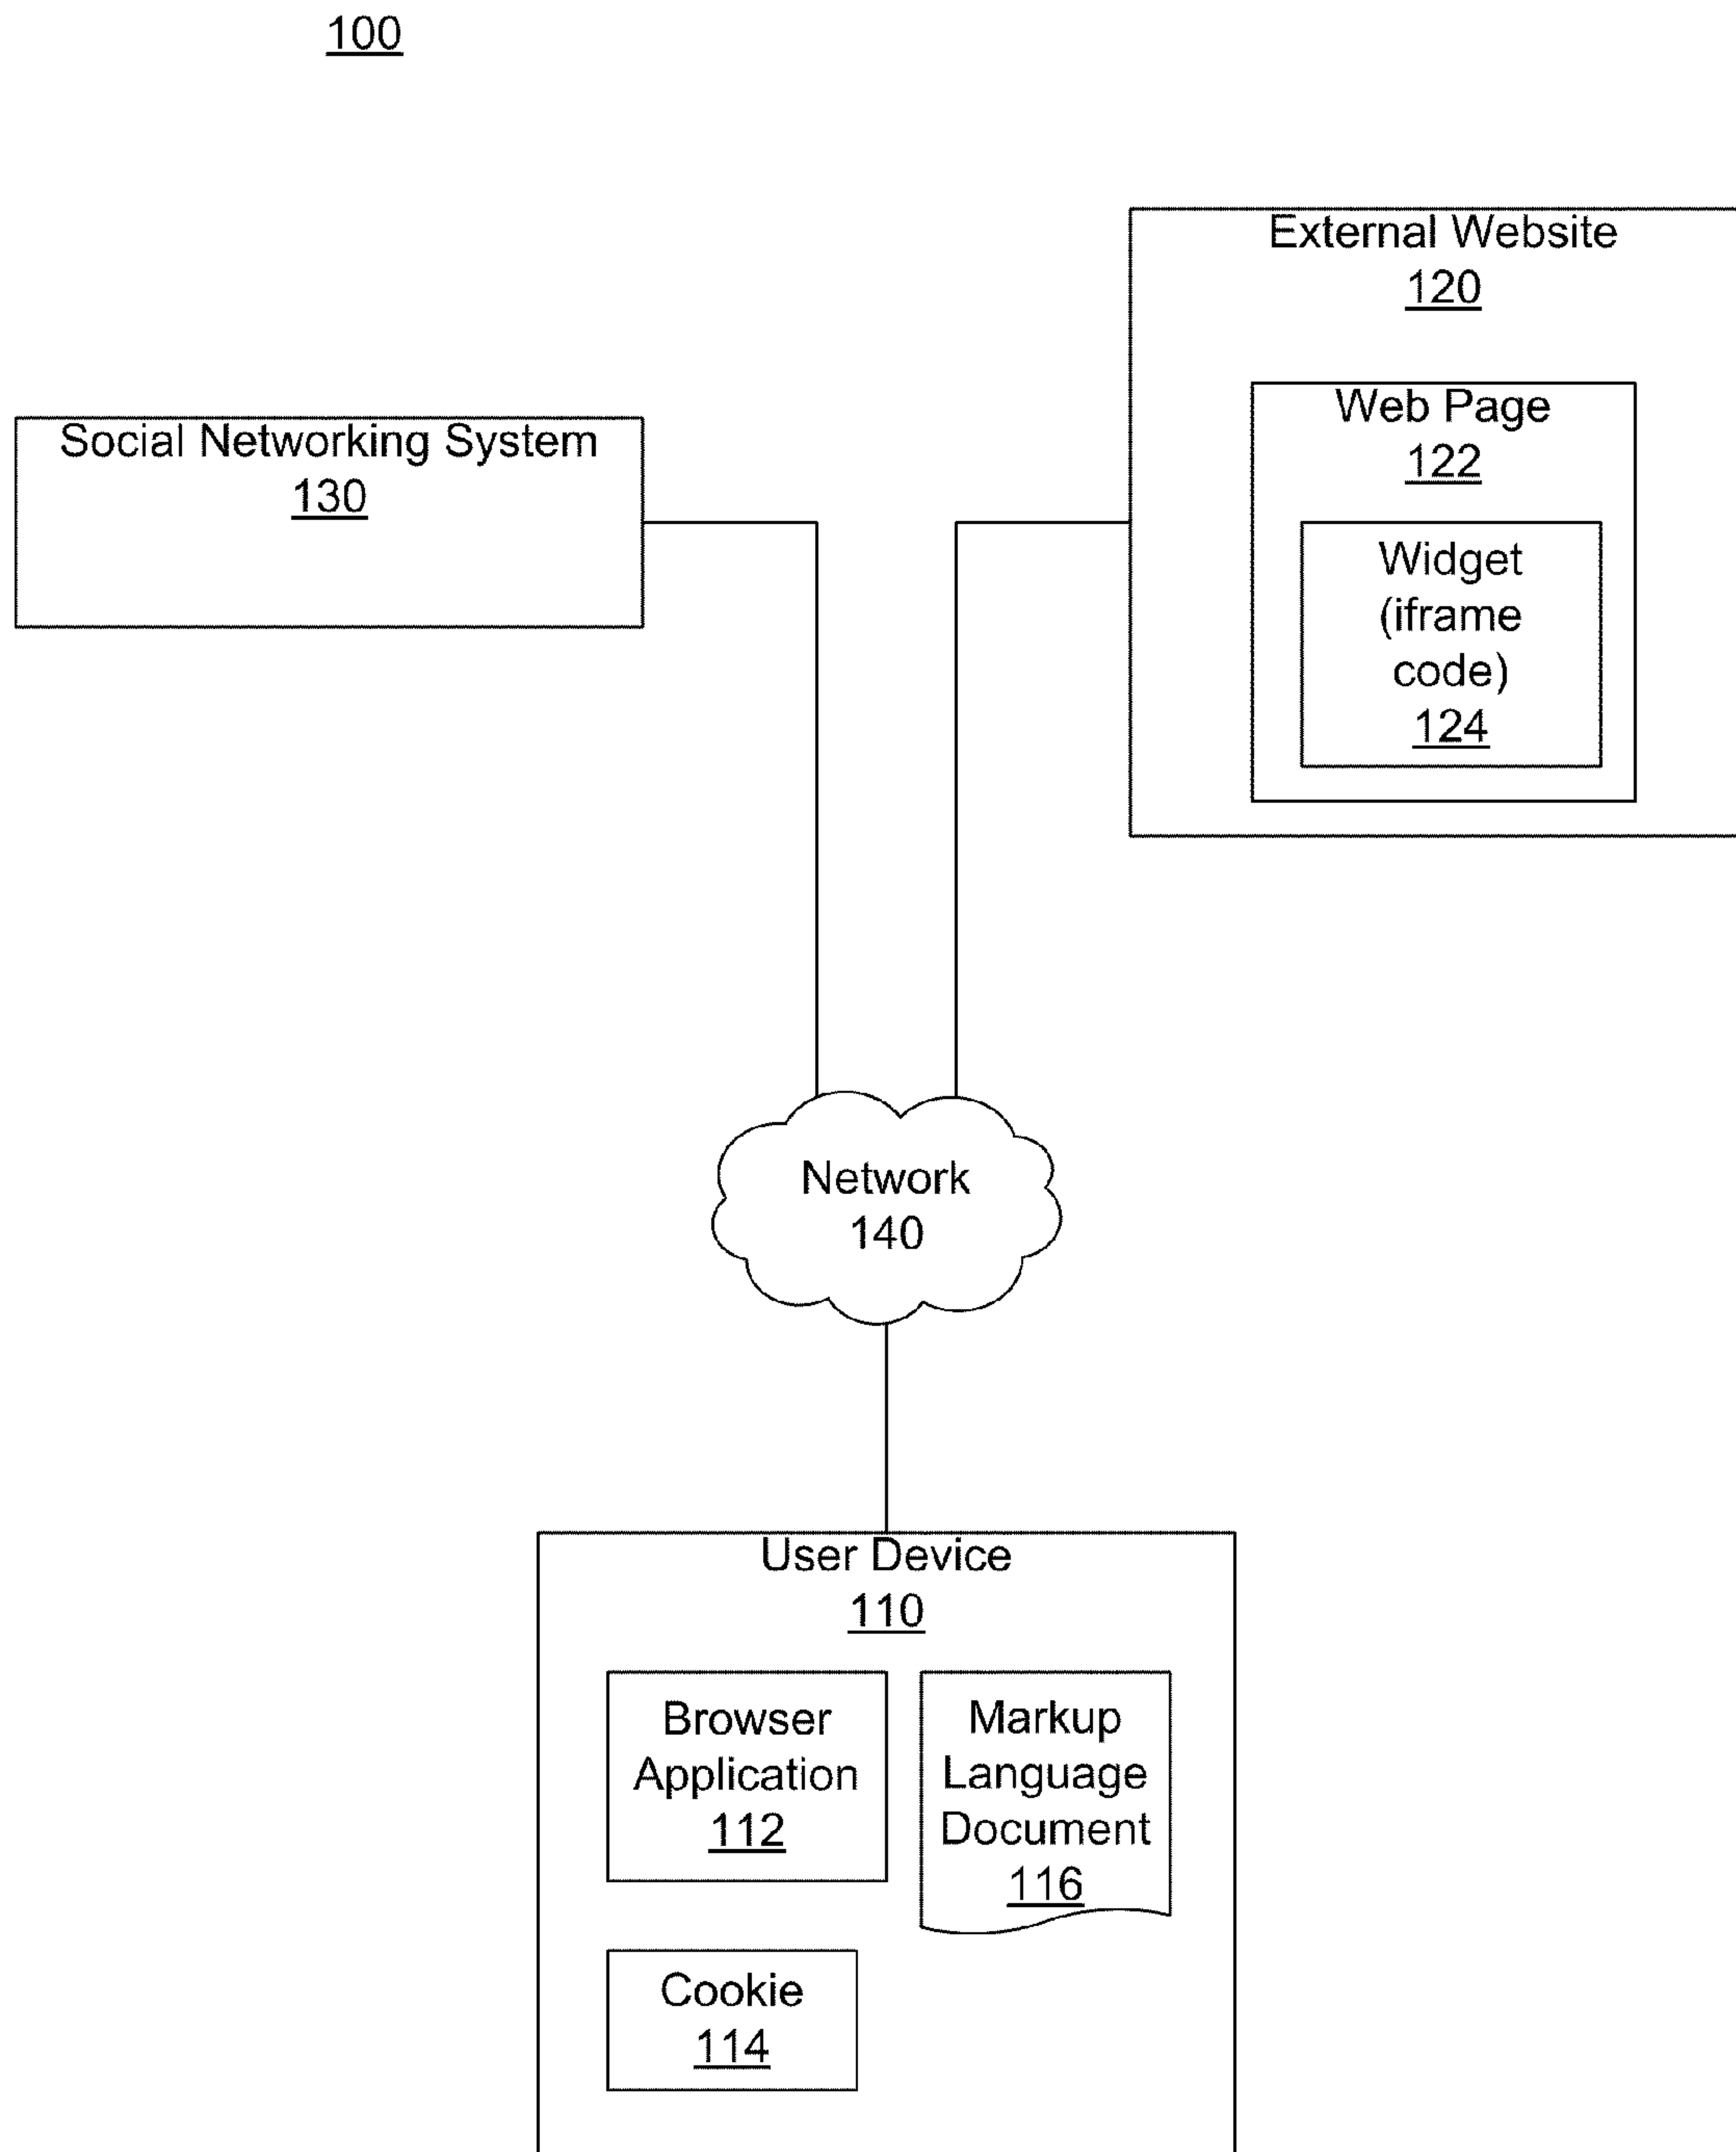 100
External Website
120
Web Page
122
Widget
(iframe
code)
124
Social Networking System
130
Network
140
User Device
110
Browser
Application
112
Markup
Language
Document
116
Cookie
114